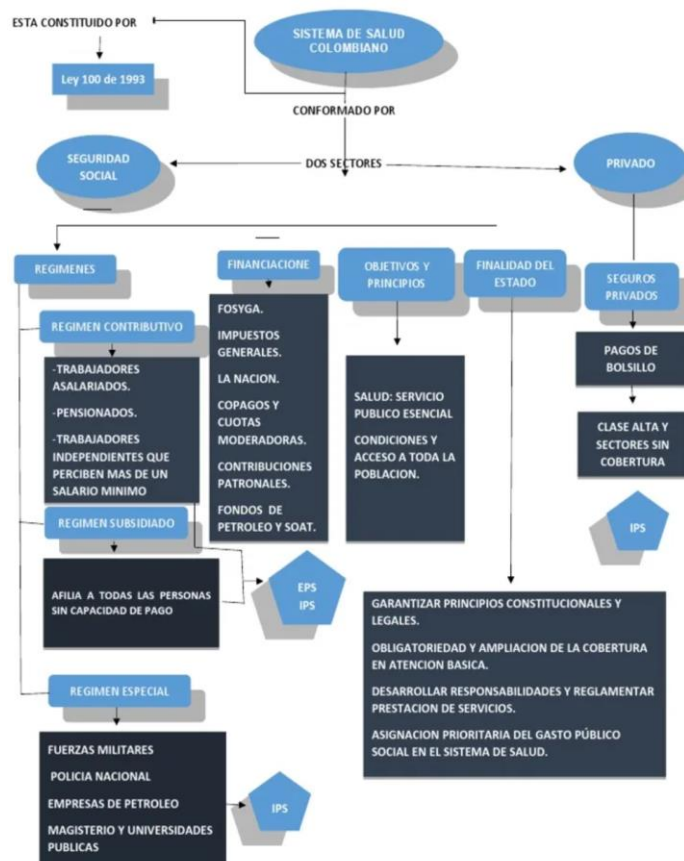 ESTA CONSTITUIDO POR
SISTEMA DE SALUD
COLOMBIANO
Ley 100 de 1993
CONFORMADO POR
SEGURIDAD
SOCIAL
DOS SECTORES
PRIVADO
REGIMENES
FINANCIACIONE
OBJETIVOS Y
PRINCIPIOS
FINALIDAD DEL
ESTADO
SEGUROS
PRIVADOS
REGIMEN CONTRIBUTIVO
-TRABAJADORES
ASALARIADOS.
-PENSIONADOS.
-TRABAJADORES
INDEPENDIENTES QUE
PERCIBEN MAS DE UN
SALARIO MINIMO
FOSYGA.
IMPUESTOS
GENERALES.
LA NACION.
COPAGOS Y
CUOTAS
MODERADORAS.
CONTRIBUCIONES
PATRONALES.
FONDOS DE
PETROLEO Y SOAT.
SALUD: SERVICIO
PUBLICO ESENCIAL
CONDICIONES Y
ACCESO A TODA LA
POBLACION.
PAGOS DE
BOLSILLO
CLASE ALTA Y
SECTORES SIN
COBERTURA
IPS
REGIMEN SUBSIDIADO
AFILIA A TODAS LAS PERSONAS
SIN CAPACIDAD DE PAGO
EPS
IPS
GARANTIZAR PRINCIPIOS CONSTITUCIONALES Y
LEGALES.
OBLIGATORIEDAD Y AMPLIACION DE LA COBERTURA
EN ATENCION BASICA.
DESARROLLAR RESPONSABILIDADES Y REGLAMENTAR
PRESTACION DE SERVICIOS.
ASIGNACION PRIORITARIA DEL GASTO PÚBLICO
SOCIAL EN EL SISTEMA DE SALUD.
REGIMEN ESPECIAL
FUERZAS MILITARES
POLICIA NACIONAL
EMPRESAS DE PETROLEO
MAGISTERIO Y UNIVERSIDADES
PUBLICAS
IPS